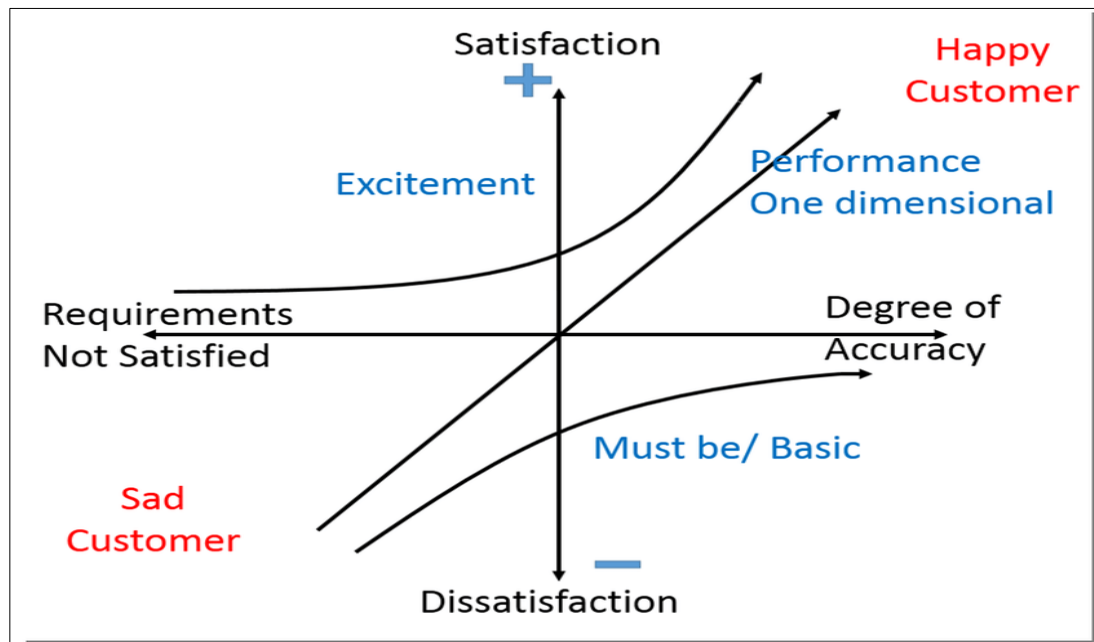 Satisfaction
+
Happy
Customer
Excitement
Performance
One dimensional
Requirements
Not Satisfied
Degree of
Accuracy
Must be/ Basic
Sad
Customer
−
Dissatisfaction